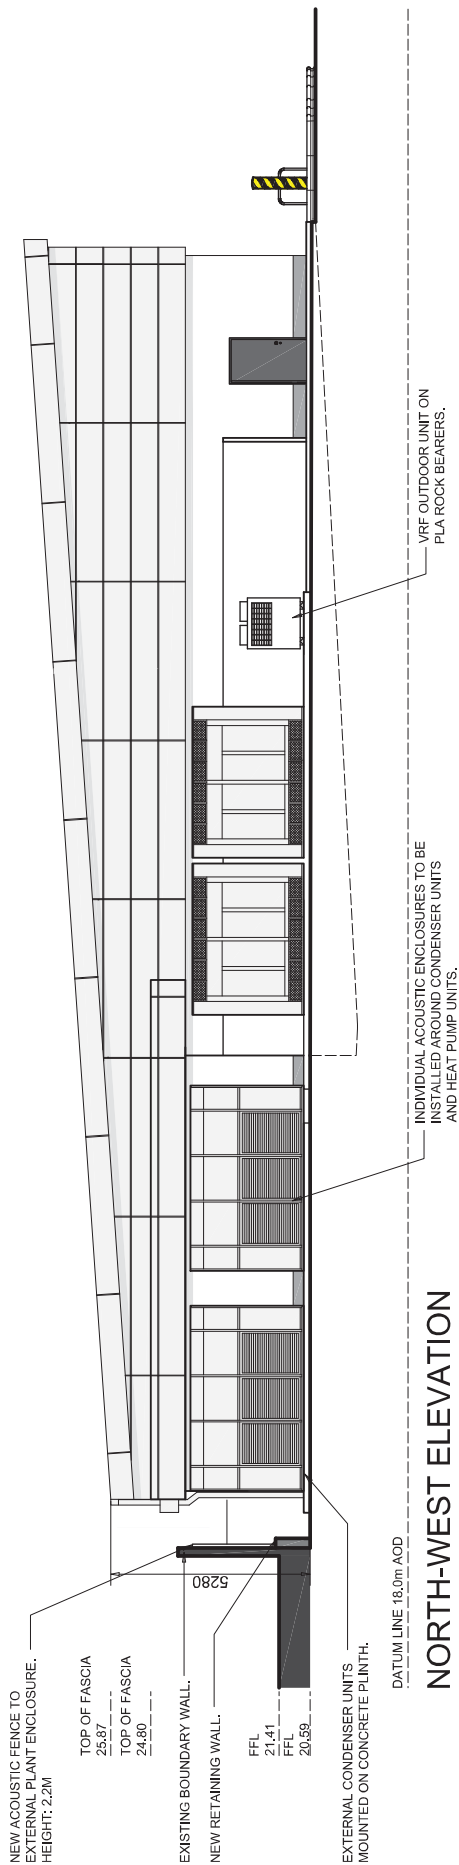 NEW ACOUSTIC FENCE TO
EXTERNAL PLANT ENCLOSURE.
HEIGHT: 2.2M
TOP OF FASCIA
25.87
TOP OF FASCIA
24.80
EXISTING BOUNDARY WALL.
5280
NEW RETAINING WALL.
FFL
21.41
FFL
20.59
EXTERNAL CONDENSER UNITS
MOUNTED ON CONCRETE PLINTH.
DATUM LINE 18.0m AOD
NORTH-WEST ELEVATION
INDIVIDUAL ACOUSTIC ENCLOSURES TO BE
INSTALLED AROUND CONDENSER UNITS
AND HEAT PUMP UNITS.
VRF OUTDOOR UNIT ON
PLA ROCK BEARERS.